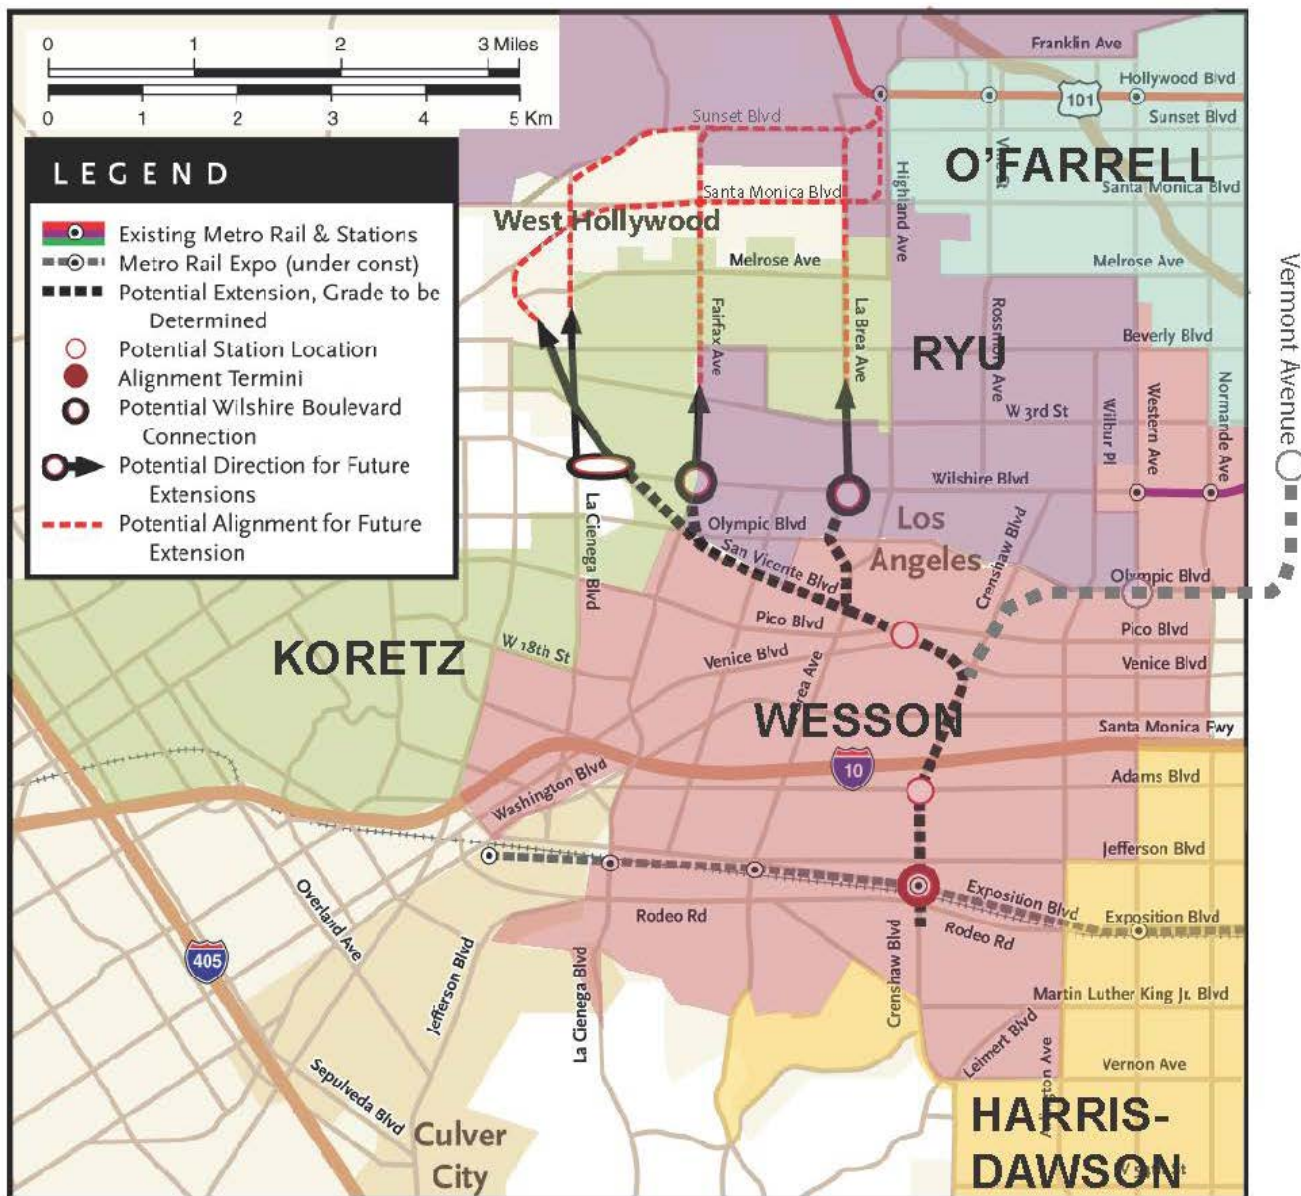 0 1 2 3 Miles
0 1 2 3 4 5 Km
LEGEND
Existing Metro Rail & Stations
Metro Rail Expo (under const)
Potential Extension, Grade to be
Determined
Potential Station Location
Alignment Termini
Potential Wilshire Boulevard
Connection
Potential Direction for Future
Extensions
Potential Alignment for Future
Extension
Franklin Ave
Hollywood Blvd
101
Sunset Blvd
Sunset Blvd
O'FARRELL
Highland Ave
Santa Monica Blvd
Santa Monica Blvd
West Hollywood
Melrose Ave
Melrose Ave
Vermont Avenue
Fairfax Ave
La Brea Ave
Rossmore Ave
Beverly Blvd
RYU
W 3rd St
Wilbur Pl
Western Ave
Normande Ave
Wilshire Blvd
La Cienega Blvd
Olympic Blvd
Los
Angeles
San Vicente Blvd
Crenshaw Blvd
Olympic Blvd
Pico Blvd
Pico Blvd
KORETZ
W 18th St
Venice Blvd
Venice Blvd
rea Ave
WESSON
Santa Monica Fwy
10
Adams Blvd
Washington Blvd
Jefferson Blvd
Overland Ave
Rodeo Rd
Exposition Blvd
Exposition Blvd
Rodeo Rd
405
Jefferson Blvd
La Cienega Blvd
Crenshaw Blvd
Martin Luther King Jr. Blvd
Leimert Blvd
ton Ave
Vernon Ave
Sepulveda Blvd
Culver
City
HARRIS-
DAWSON